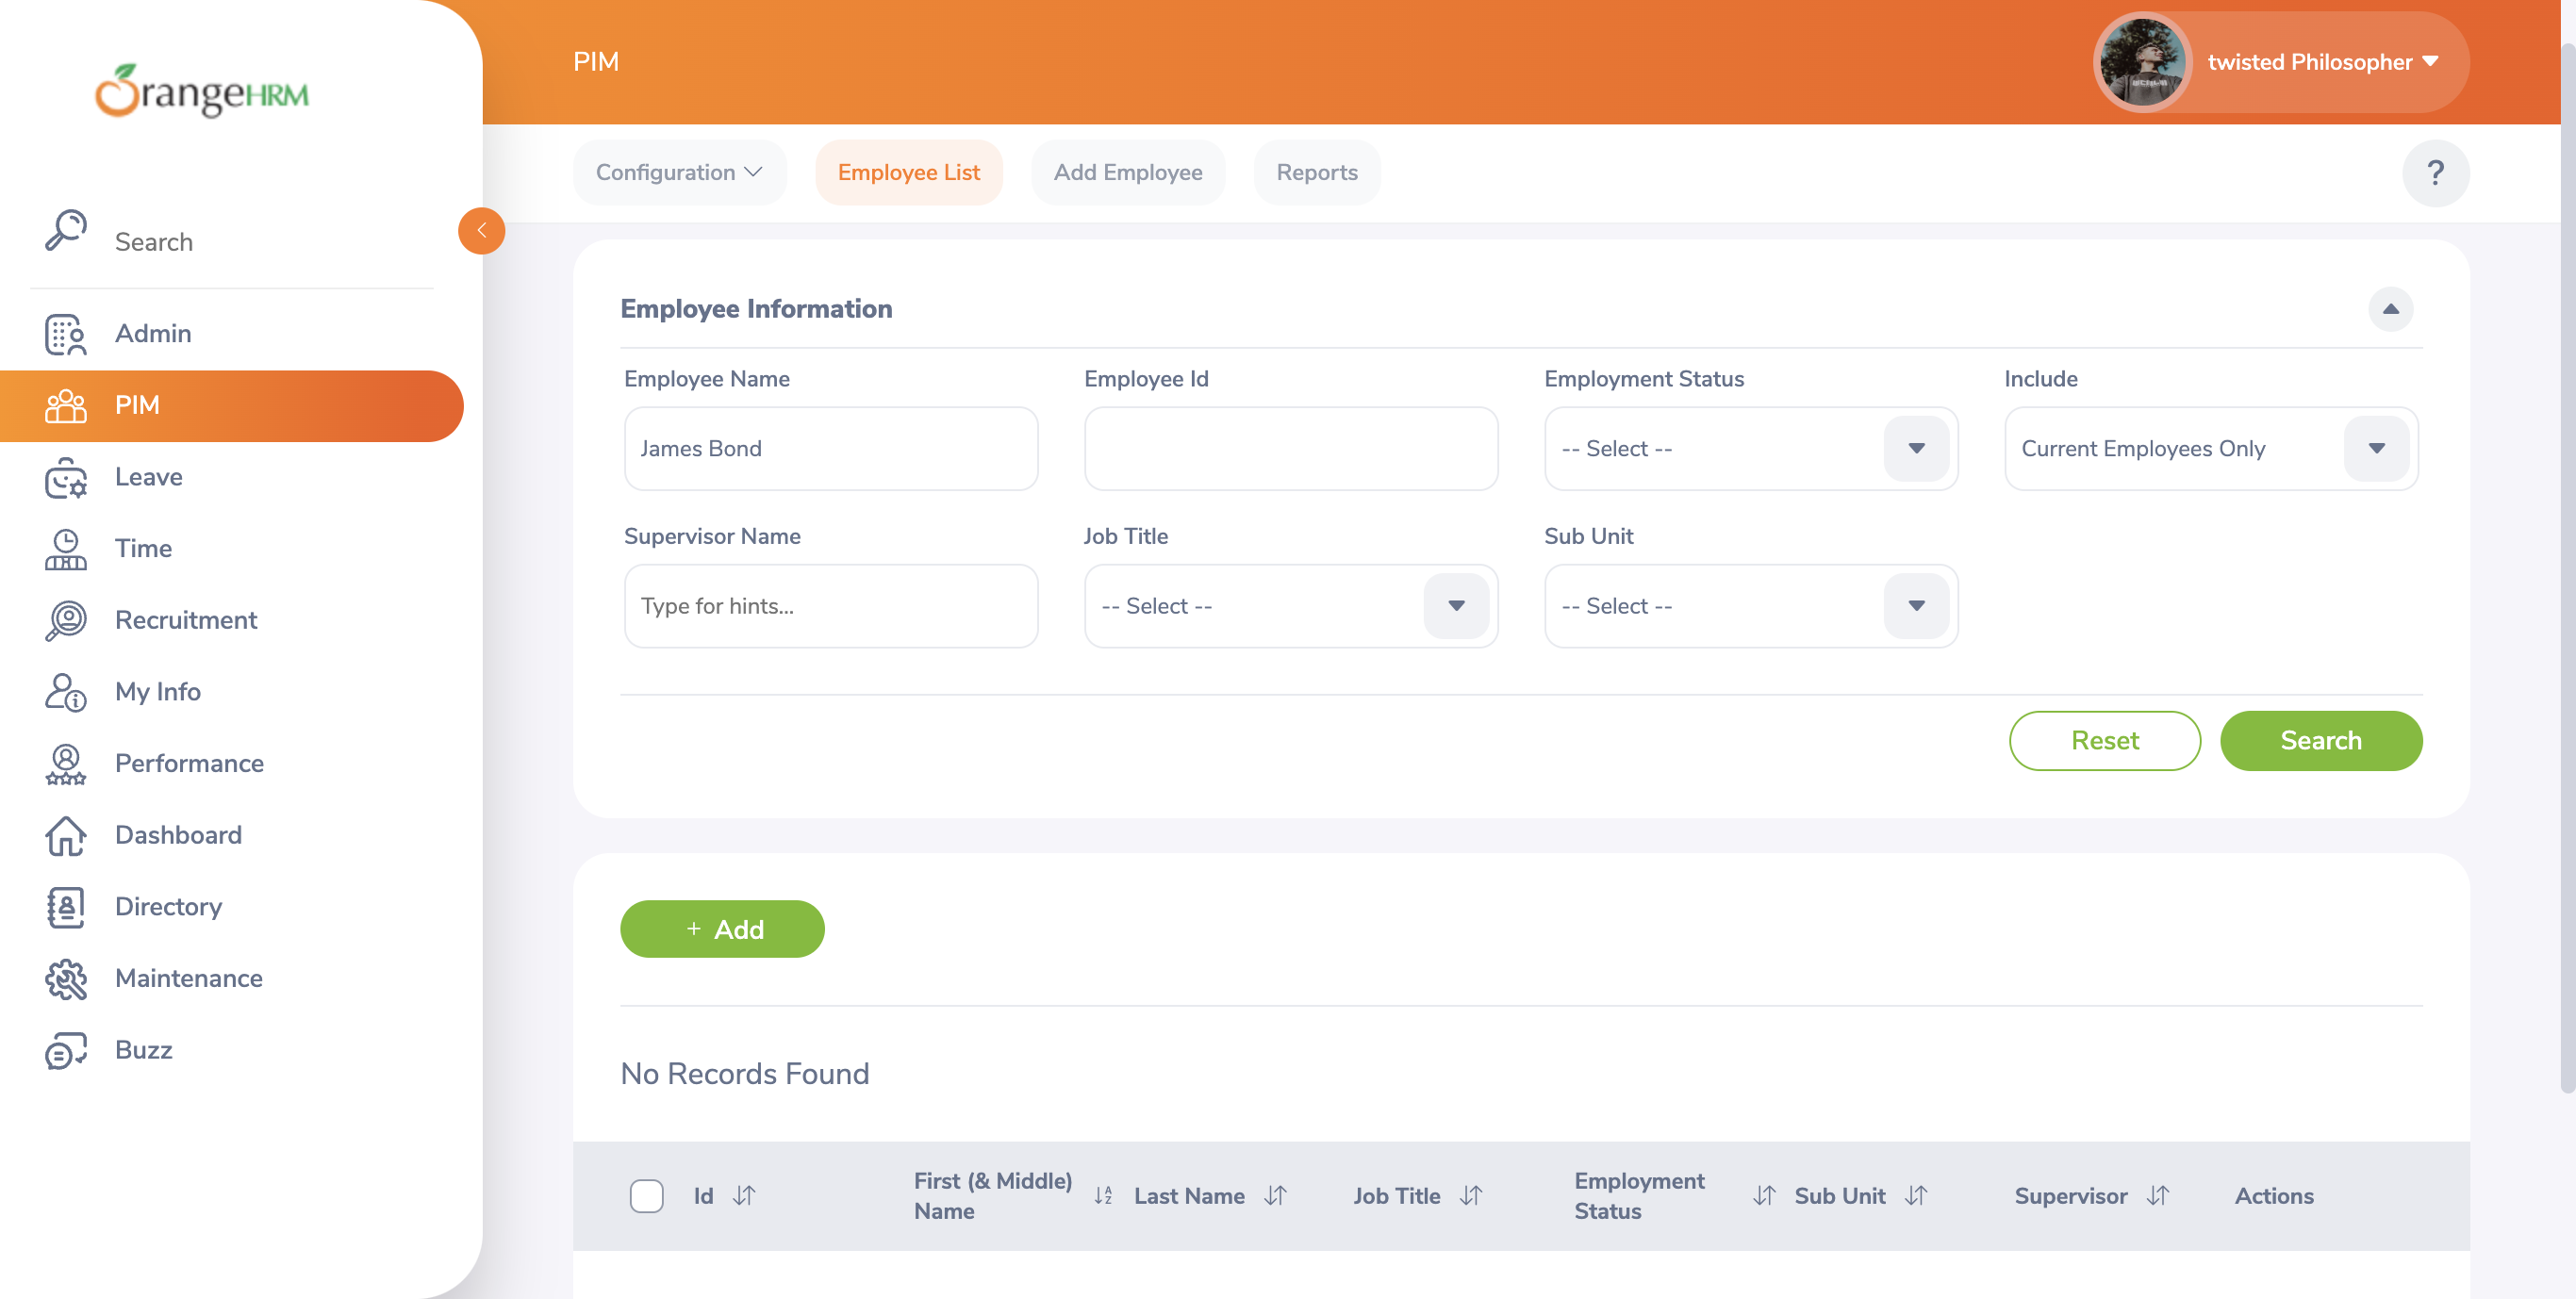 OrangeHRM
Search
Admin
PIM
Leave
Time
Recruitment
My Info
Performance
Dashboard
Directory
Maintenance
Buzz
PIM
twisted Philosopher
Configuration
Employee List
Add Employee
Reports
?
Employee Information
Employee Name
Employee Id
Employment Status
Include
James Bond
-- Select --
Current Employees Only
Supervisor Name
Job Title
Sub Unit
Type for hints...
-- Select --
-- Select --
Reset
Search
+ Add
No Records Found
Id
First (& Middle)
Name
Last Name
Job Title
Employment
Status
Sub Unit
Supervisor
Actions